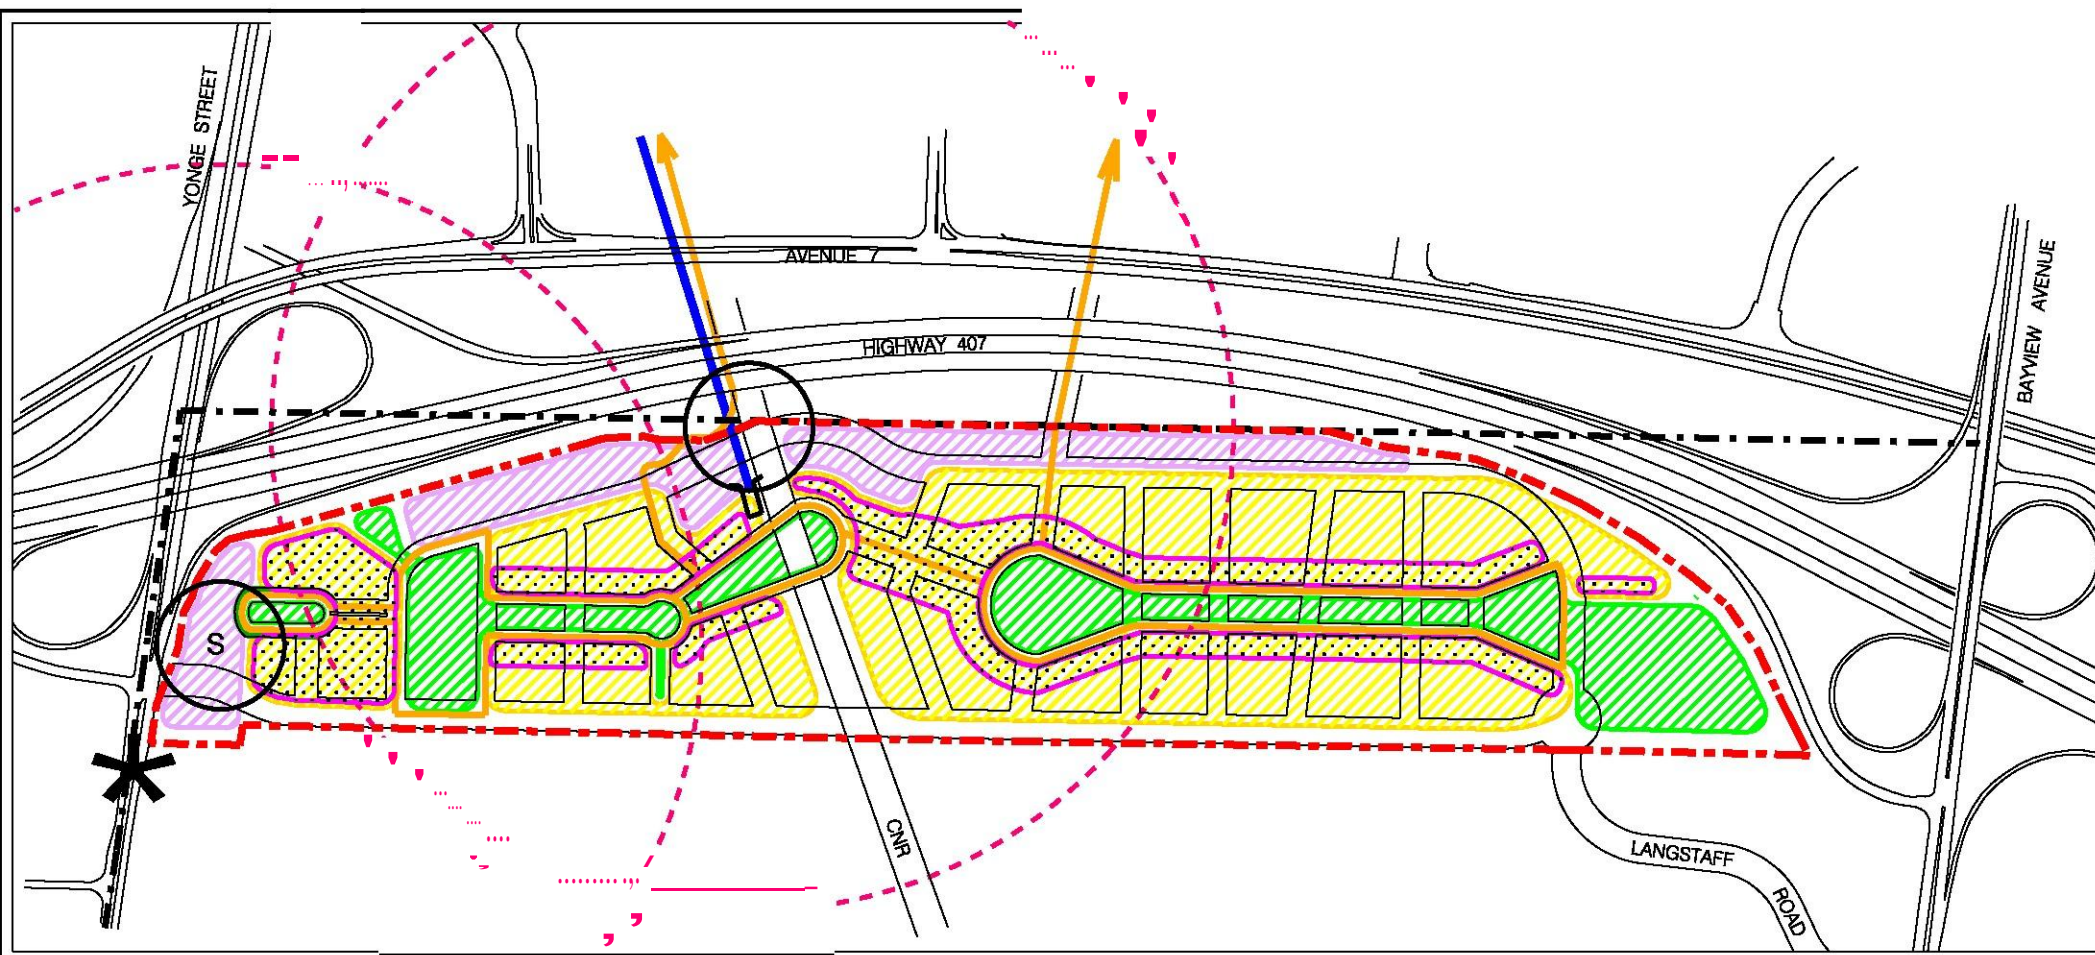 YONGE STREET
AVENUE 7
BAYVIEW AVENUE
HIGHWAY 407
S
CNR
LANGSTAFF
ROAD